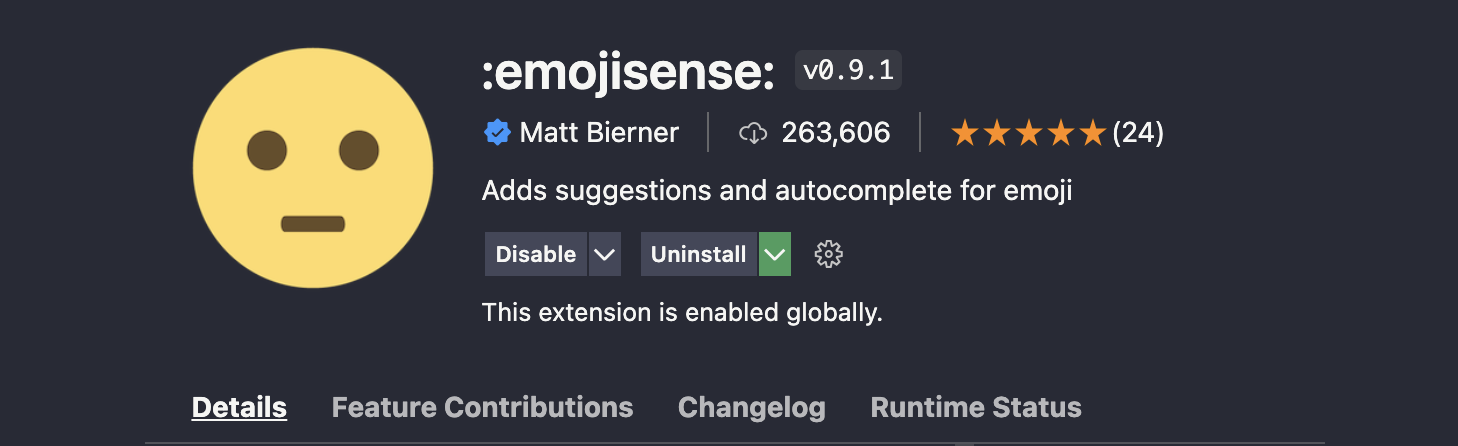 :emojisense: v0.9.1
Matt Bierner 263,606 (24)
Adds suggestions and autocomplete for emoji
Disable Uninstall
This extension is enabled globally.
Details Feature Contributions Changelog Runtime Status